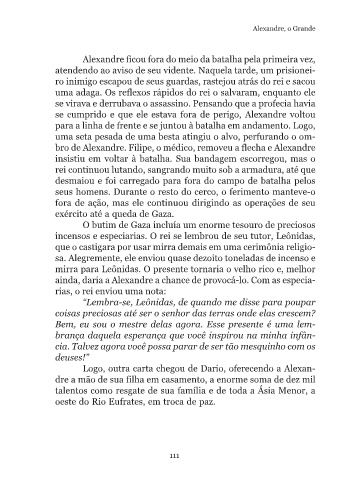 Alexandre, o Grande
Alexandre ficou fora do meio da batalha pela primeira vez,
atendendo ao aviso de seu vidente. Naquela tarde, um prisionei-
ro inimigo escapou de seus guardas, rastejou atrás do rei e sacou
uma adaga. Os reflexos rápidos do rei o salvaram, enquanto ele
se virava e derrubava o assassino. Pensando que a profecia havia
se cumprido e que ele estava fora de perigo, Alexandre voltou
para a linha de frente e se juntou à batalha em andamento. Logo,
uma seta pesada de uma besta atingiu o alvo, perfurando o om-
bro de Alexandre. Filipe, o médico, removeu a flecha e Alexandre
insistiu em voltar à batalha. Sua bandagem escorregou, mas o
rei continuou lutando, sangrando muito sob a armadura, até que
desmaiou e foi carregado para fora do campo de batalha pelos
seus homens. Durante o resto do cerco, o ferimento manteve-o
fora de ação, mas ele continuou dirigindo as operações de seu
exército até a queda de Gaza.
O butim de Gaza incluía um enorme tesouro de preciosos
incensos e especiarias. O rei se lembrou de seu tutor, Leônidas,
que o castigara por usar mirra demais em uma cerimônia religio-
sa. Alegremente, ele enviou quase dezoito toneladas de incenso e
mirra para Leônidas. O presente tornaria o velho rico e, melhor
ainda, daria a Alexandre a chance de provocá-lo. Com as especia-
rias, o rei enviou uma nota:
“Lembra-se, Leônidas, de quando me disse para poupar
coisas preciosas até ser o senhor das terras onde elas crescem?
Bem, eu sou o mestre delas agora. Esse presente é uma lem-
brança daquela esperança que você inspirou na minha infân-
cia. Talvez agora você possa parar de ser tão mesquinho com os
deuses!”
Logo, outra carta chegou de Dario, oferecendo a Alexan-
dre a mão de sua filha em casamento, a enorme soma de dez mil
talentos como resgate de sua família e de toda a Ásia Menor, a
oeste do Rio Eufrates, em troca de paz.
111